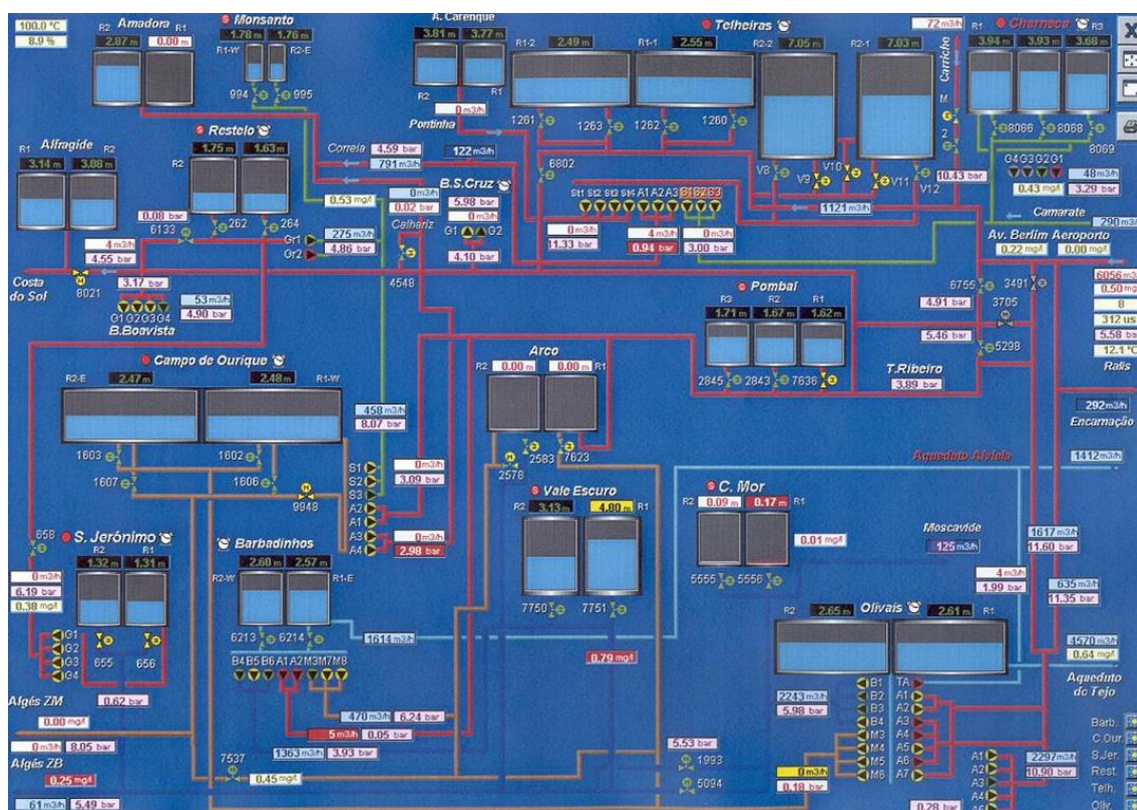 100.0 °C
8.9 %
Amadora
R2 2.87 m 0.00 m R1
Monsanto
1.78 m 1.76 m
R1-W R2-E
994 995
A. Carenque
3.81 m 3.77 m
R2 R1
0 m3/h
Pontinha
Telheiras
R1-2 2.49 m R1-1 2.55 m R2-2 7.05 m R2-1 7.03 m
1261 1263 1262 1260
V8 V9 V10 V11 V12
72 m3/h
Carriche
M
2
10.43 bar
Charneca
R1 R3
3.94 m 3.93 m 3.68 m
8066 8068
8069
G4 G3 G2 G1
0.43 mg/l
48 m3/h
3.29 bar
Camarate
290 m3/h
Alfragide
R1 R2
3.14 m 3.08 m
Restelo
R2 1.75 m 1.63 m R1
262 264
Correia 4.59 bar
791 m3/h
122 m3/h
6802
0.53 mg/l
0 m3/h
0.02 bar
Calhariz
4548
B.S.Cruz
5.98 bar
0 m3/h
G1 G2
4.10 bar
St1 St2 St3 St4 A1 A2 A3 B1 B2 B3
0 m3/h
11.33 bar
4 m3/h
0.94 bar
0 m3/h
3.00 bar
1121 m3/h
Av. Berlim Aeroporto
0.22 mg/l 0.00 mg/l
0.08 bar
6133
4 m3/h
4.55 bar
Gr1 275 m3/h
Gr2 4.86 bar
Costa
do Sol
8021
3.17 bar
G1 G2 G3 G4
53 m3/h
4.90 bar
B.Boavista
Pombal
R3 R2 R1
1.71 m 1.67 m 1.62 m
2845 2843 7636
6755 3491
4.91 bar
3705
5.46 bar
5298
T.Ribeiro
3.89 bar
6056 m3/h
0.50 mg/l
8
312 us
5.58 bar
12.1 °C
Ralis
292 m3/h
Encarnação
Campo de Ourique
R2-E 2.47 m 2.48 m R1-W
1603 1602
1607 1606
9948
458 m3/h
8.07 bar
S1
S2
S3
A2
A1
A3
A4
0 m3/h
3.09 bar
0 m3/h
2.98 bar
Arco
R2 0.00 m 0.00 m R1
2583 7623
2578
Aqueduto Alviela
1412 m3/h
Vale Escuro
R2 3.13 m 4.80 m R1
7750 7751
C. Mor
R2 0.09 m 0.17 m R1
0.01 mg/l
5555 5556
Moscavide
125 m3/h
1617 m3/h
11.60 bar
4 m3/h
1.99 bar
635 m3/h
11.35 bar
658
S. Jerónimo
R2 R1
1.32 m 1.31 m
0 m3/h
6.19 bar
0.38 mg/l
G1
G2
G3
G4
655 656
0.62 bar
Barbadinhos
R2-W 2.60 m 2.57 m R1-E
6213 6214
1614 m3/h
B4 B5 B6 A1 A2 M3 M7 M8
470 m3/h 6.24 bar
5 m3/h 0.05 bar
1363 m3/h 3.93 bar
0.79 mg/l
Olivais
R2 2.65 m 2.61 m R1
4570 m3/h
0.64 mg/l
Aqueduto
do Tejo
2243 m3/h
5.98 bar
B1
B2
B3
B4
M3
M4
M5
M6
TA
A1
A2
A3
A4
A5
A6
A7
Algés ZM
0.00 mg/l
0 m3/h 8.05 bar
Algés ZB
0.25 mg/l
61 m3/h 5.49 bar
7537
0.45 mg/l
5.53 bar
1993
5094
0 m3/h
0.18 bar
0.28 bar
A1
A2
A3
A4
2297 m3/h
10.90 bar
Barb.
C.Our.
S.Jer.
Rest.
Telh.
Oliv.